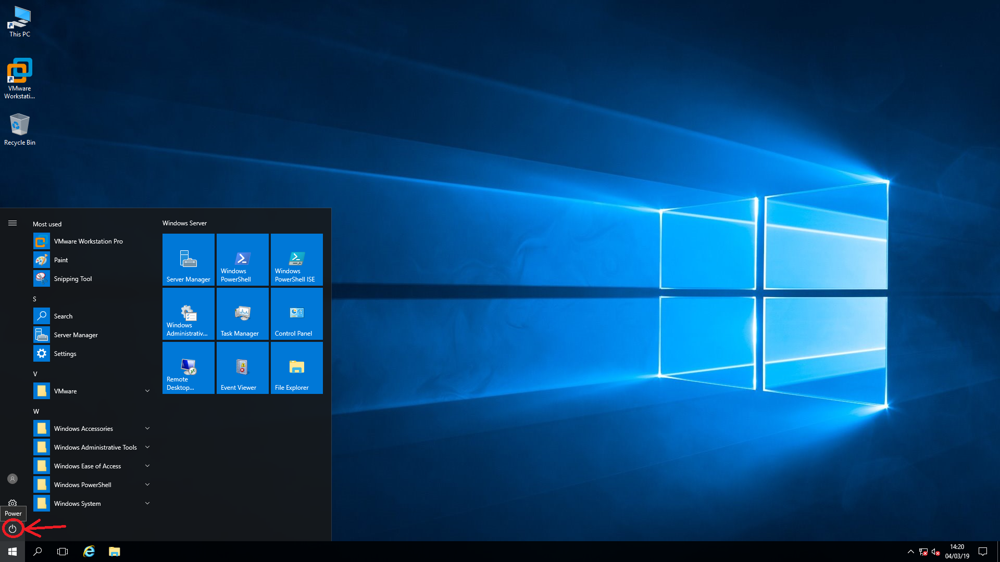 This PC
VMware
Workstati...
Recycle Bin
Most used
VMware Workstation Pro
Paint
Snipping Tool
S
Search
Server Manager
Settings
V
VMware
W
Windows Accessories
Windows Administrative Tools
Windows Ease of Access
Windows PowerShell
Windows System
Power
Windows Server
Server Manager
Windows
PowerShell
Windows
PowerShell ISE
Windows
Administrativ...
Task Manager
Control Panel
Remote
Desktop...
Event Viewer
File Explorer
14:20
04/03/19